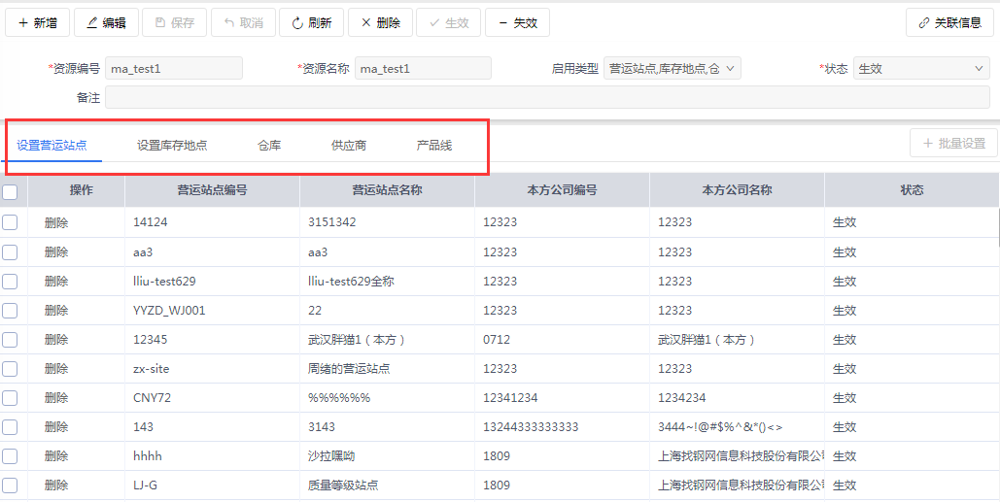 新增 编辑 保存 取消 刷新 删除 生效 失效 关联信息
*资源编号 ma_test1 *资源名称 ma_test1 启用类型 营运站点,库存地点,仓 *状态 生效
备注
设置营运站点 设置库存地点 仓库 供应商 产品线 批量设置
操作 营运站点编号 营运站点名称 本方公司编号 本方公司名称 状态
删除 14124 3151342 12323 12323 生效
删除 aa3 aa3 12323 12323 生效
删除 lliu-test629 lliu-test629全称 12323 12323 生效
删除 YYZD_WJ001 22 12323 12323 生效
删除 12345 武汉胖猫1（本方） 0712 武汉胖猫1（本方） 生效
删除 zx-site 周绪的营运站点 12323 12323 生效
删除 CNY72 %%%%%% 12341234 1234234 生效
删除 143 3143 13244333333333 3444~!@#$%^&*()<> 生效
删除 hhhh 沙拉嘿呦 1809 上海找钢网信息科技股份有限公司 生效
删除 LJ-G 质量等级站点 1809 上海找钢网信息科技股份有限公司 生效